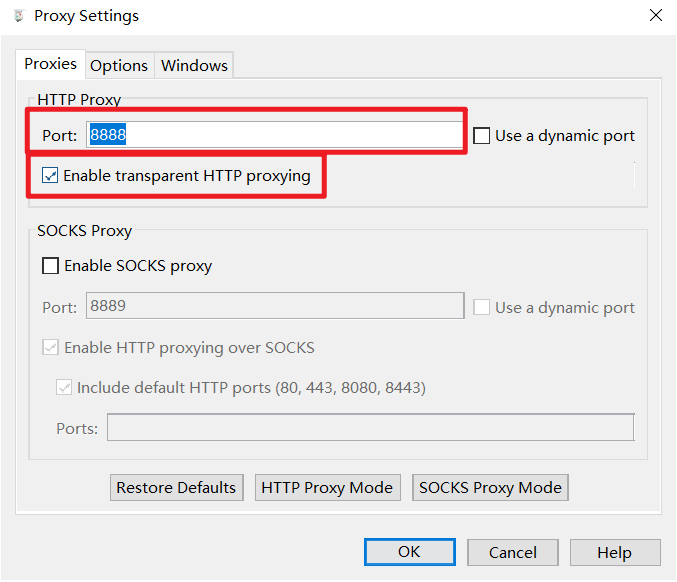 Proxy Settings
Proxies Options Windows
HTTP Proxy
Port: 8888 Use a dynamic port
Enable transparent HTTP proxying
SOCKS Proxy
Enable SOCKS proxy
Port: 8889 Use a dynamic port
Enable HTTP proxying over SOCKS
Include default HTTP ports (80, 443, 8080, 8443)
Ports:
Restore Defaults HTTP Proxy Mode SOCKS Proxy Mode
OK Cancel Help